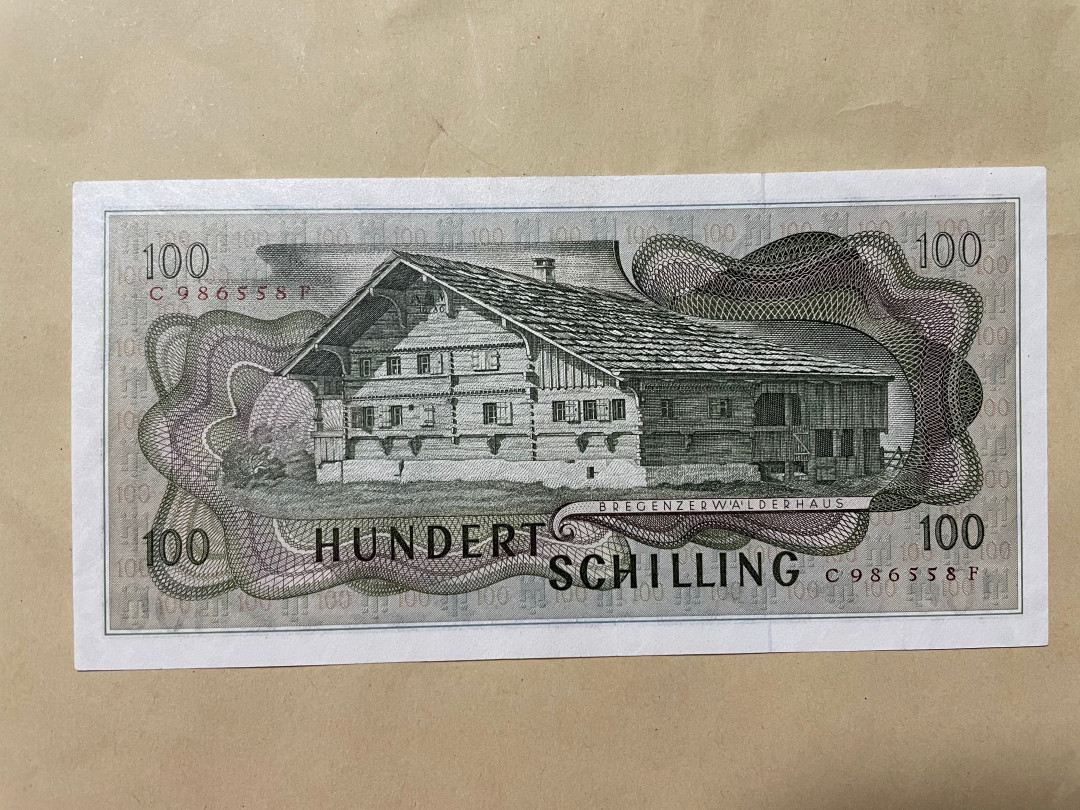 100
100
C 986558 F
BREGENZERWÄLDERHAUS
100
100
HUNDERT
SCHILLING
C 986558 F